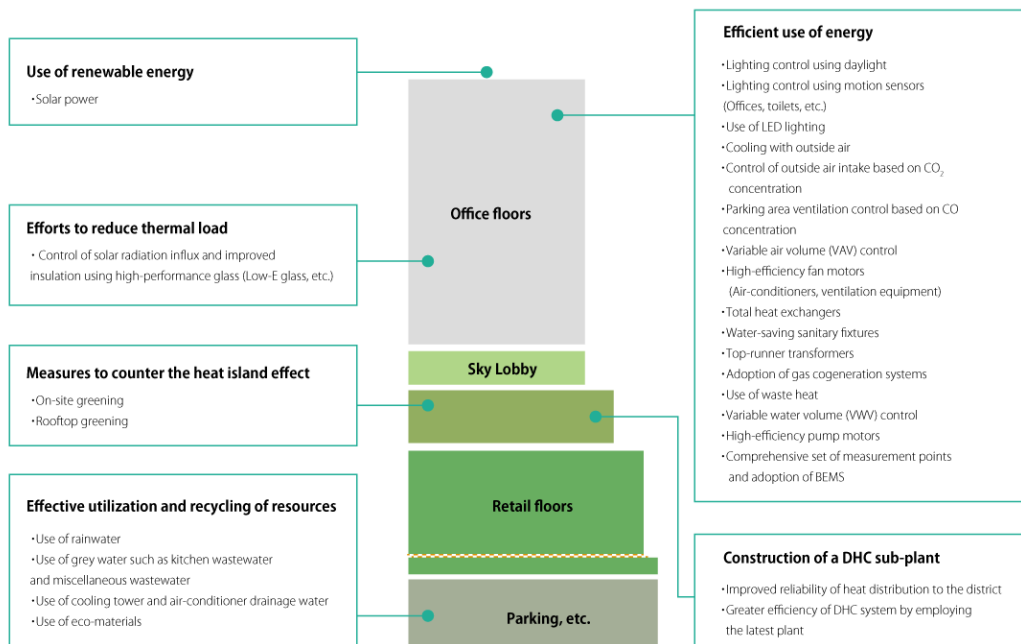 Use of renewable energy
・Solar power
Efforts to reduce thermal load
・ Control of solar radiation influx and improved
insulation using high-performance glass (Low-E glass, etc.)
Measures to counter the heat island effect
・On-site greening
・Rooftop greening
Effective utilization and recycling of resources
・Use of rainwater
・Use of grey water such as kitchen wastewater
and miscellaneous wastewater
・Use of cooling tower and air-conditioner drainage water
・Use of eco-materials
Office floors
Sky Lobby
Retail floors
Parking, etc.
Efficient use of energy
・Lighting control using daylight
・Lighting control using motion sensors
(Offices, toilets, etc.)
・Use of LED lighting
・Cooling with outside air
・Control of outside air intake based on CO₂
concentration
・Parking area ventilation control based on CO
concentration
・Variable air volume (VAV) control
・High-efficiency fan motors
(Air-conditioners, ventilation equipment)
・Total heat exchangers
・Water-saving sanitary fixtures
・Top-runner transformers
・Adoption of gas cogeneration systems
・Use of waste heat
・Variable water volume (VWV) control
・High-efficiency pump motors
・Comprehensive set of measurement points
and adoption of BEMS
Construction of a DHC sub-plant
・Improved reliability of heat distribution to the district
・Greater efficiency of DHC system by employing
the latest plant